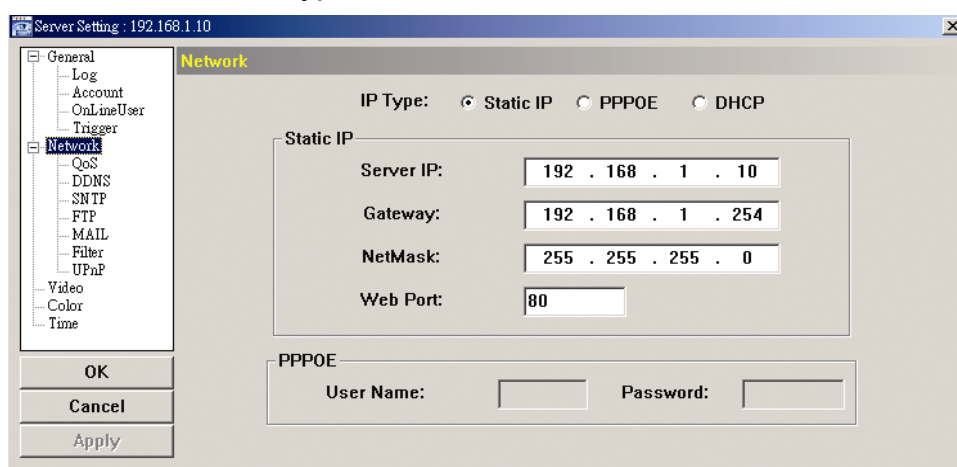 Server Setting : 192.168.1.10
General
Log
Account
OnLineUser
Trigger
Network
QoS
DDNS
SNTP
FTP
MAIL
Filter
UPnP
Video
Color
Time
OK
Cancel
Apply
Network
IP Type: Static IP PPPOE DHCP
Static IP
Server IP: 192 . 168 . 1 . 10
Gateway: 192 . 168 . 1 . 254
NetMask: 255 . 255 . 255 . 0
Web Port: 80
PPPOE
User Name: Password: